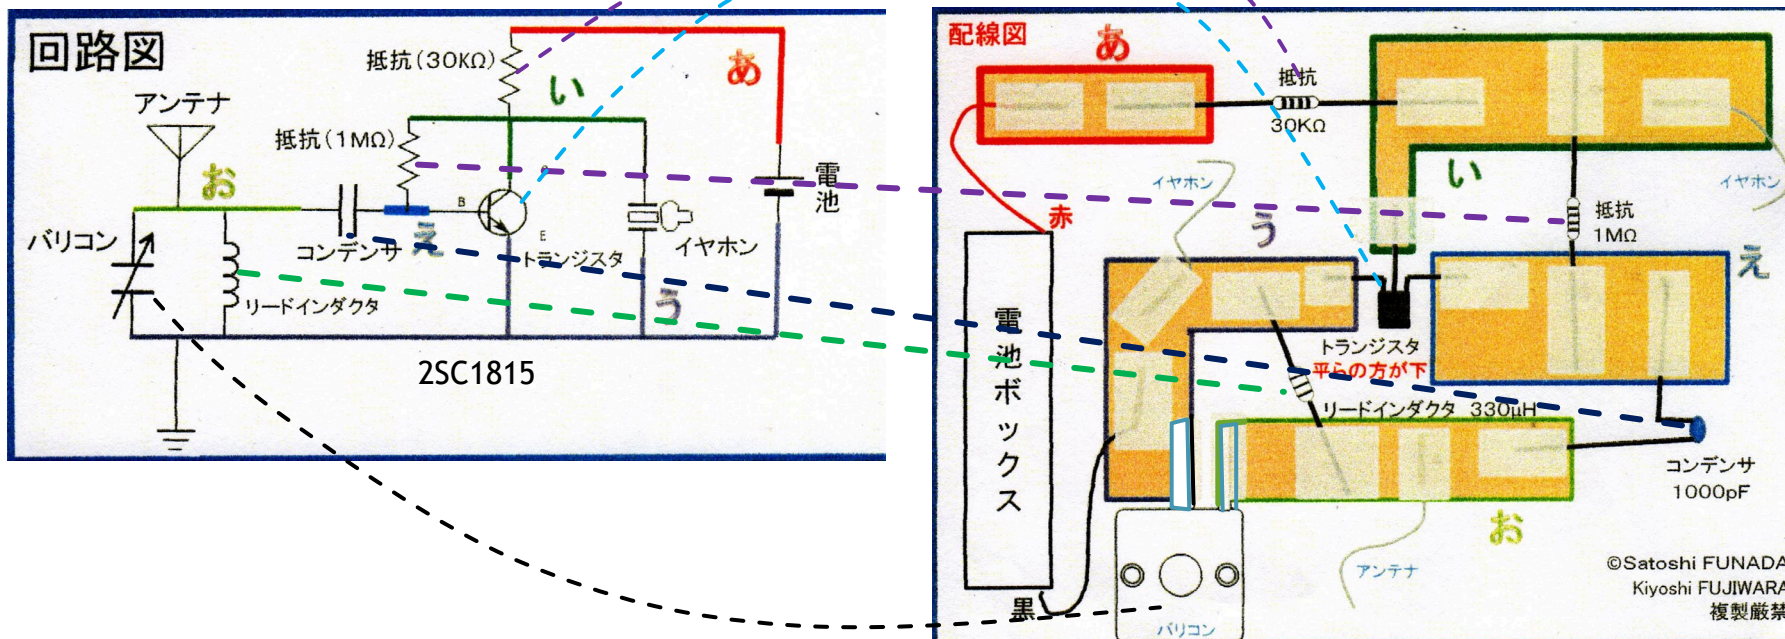 回路図
抵抗(30KΩ)
あ
い
アンテナ
抵抗(1MΩ)
お
電池
B
C
E
バリコン
コンデンサ
え
トランジスタ
イヤホン
う
リードインダクタ
2SC1815
配線図
あ
抵抗
30KΩ
い
イヤホン
イヤホン
赤
う
抵抗
1MΩ
え
電池ボックス
トランジスタ
平らの方が下
リードインダクタ 330μH
コンデンサ
1000pF
お
アンテナ
黒
バリコン
©Satoshi FUNADA
Kiyoshi FUJIWARA
複製厳禁